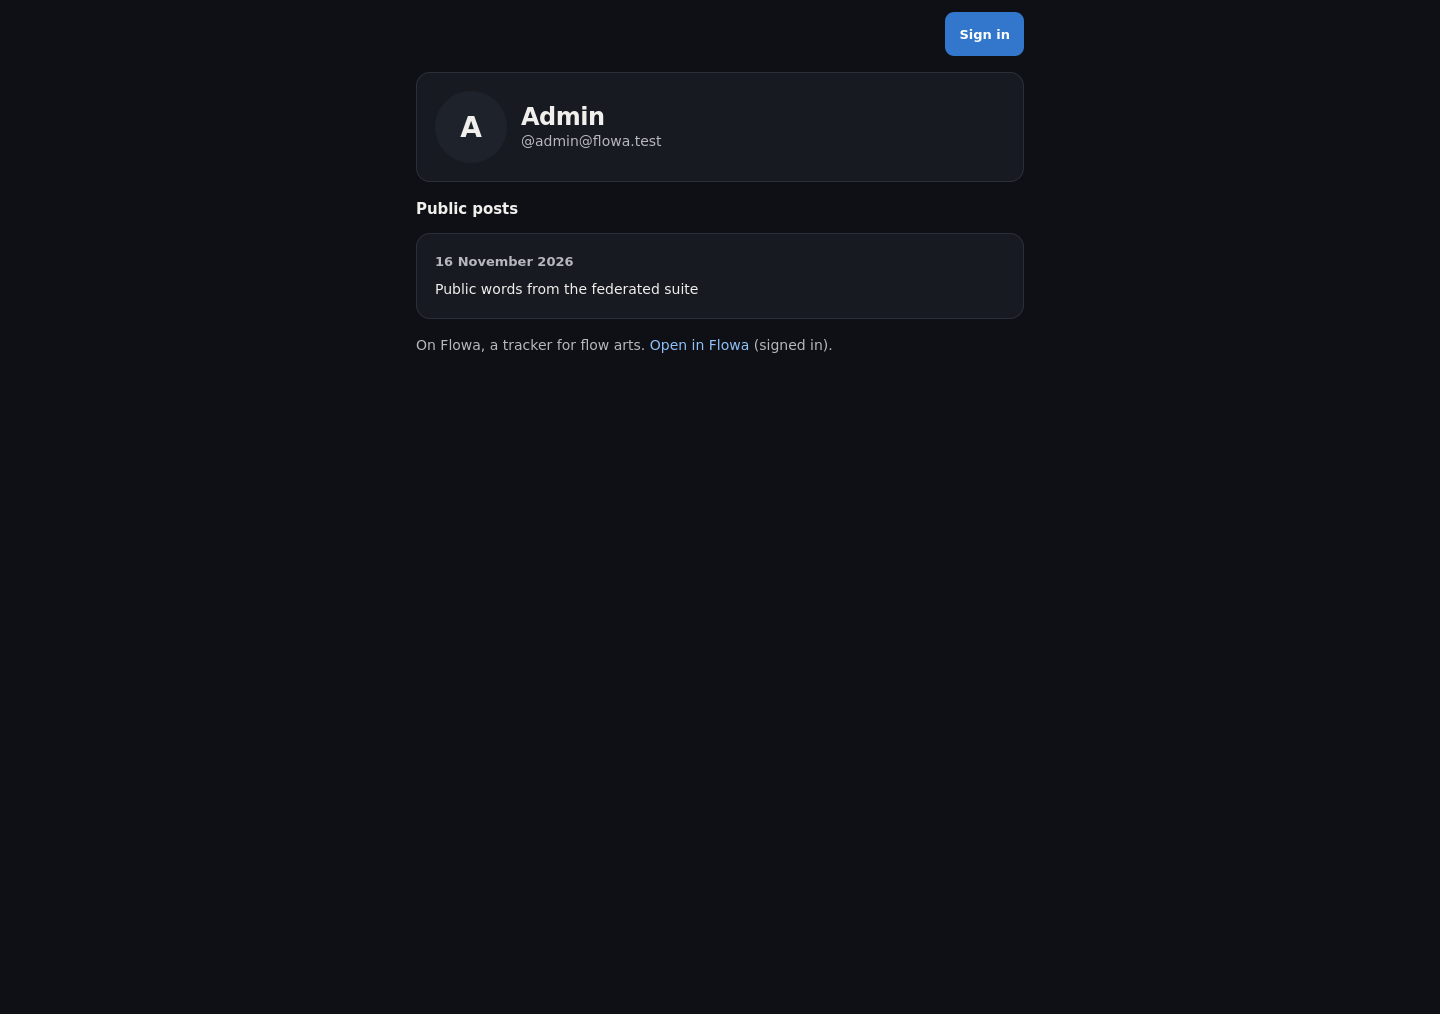 Sign in
A
Admin
@admin@flowa.test
Public posts
16 November 2026
Public words from the federated suite
On Flowa, a tracker for flow arts. Open in Flowa (signed in).